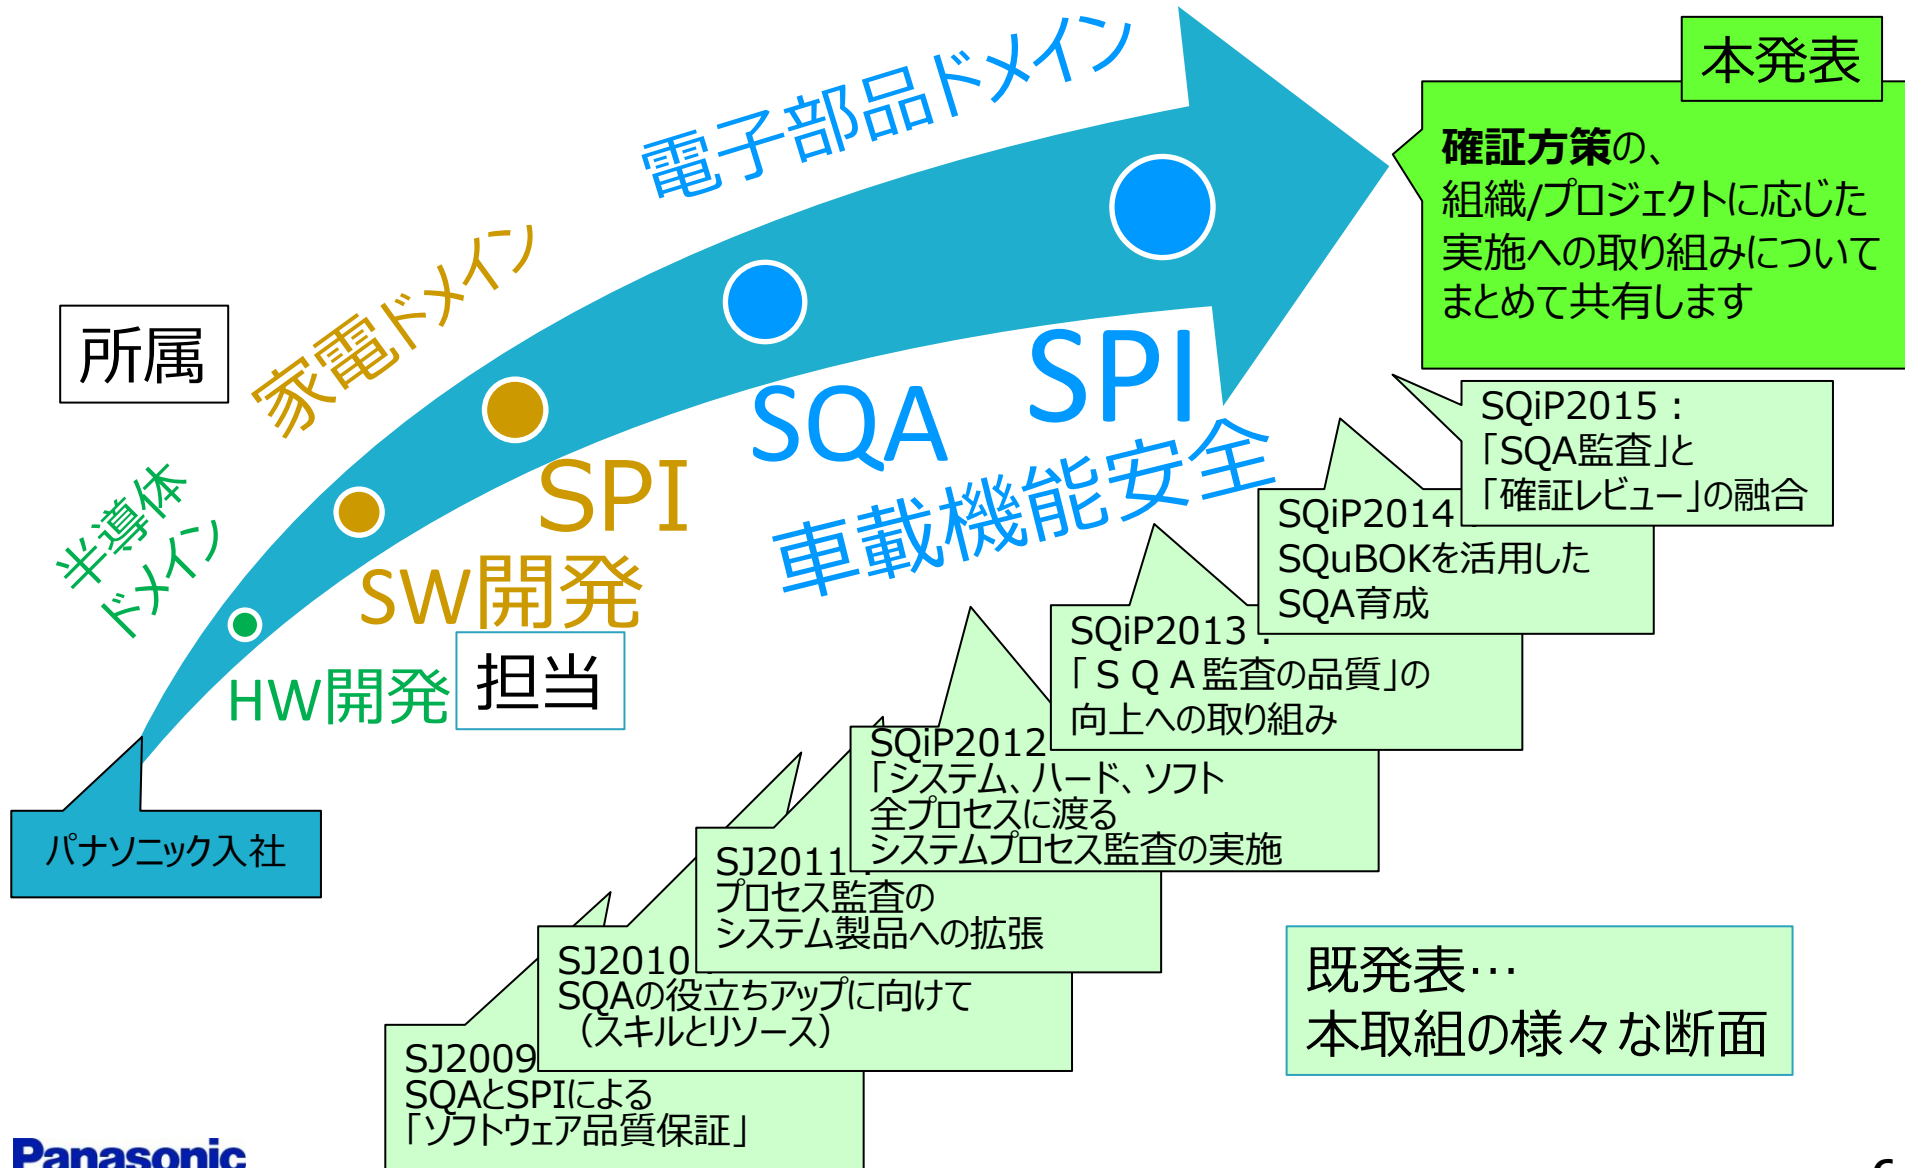 本発表
確証方策の、
組織/プロジェクトに応じた
実施への取り組みについて
まとめて共有します
電子部品ドメイン
家電ドメイン
所属
半導体
ドメイン
SPI
SQA
車載機能安全
SPI
SW開発
HW開発
担当
パナソニック入社
SQiP2015：
「SQA監査」と
「確証レビュー」の融合
SQiP2014
SQuBOKを活用した
SQA育成
SQiP2013：
「ＳＱＡ監査の品質」の
向上への取り組み
SQiP2012
「システム、ハード、ソフト
全プロセスに渡る
システムプロセス監査の実施
SJ2011：
プロセス監査の
システム製品への拡張
SJ2010
SQAの役立ちアップに向けて
（スキルとリソース）
SJ2009
SQAとSPIによる
「ソフトウェア品質保証」
既発表…
本取組の様々な断面
Panasonic